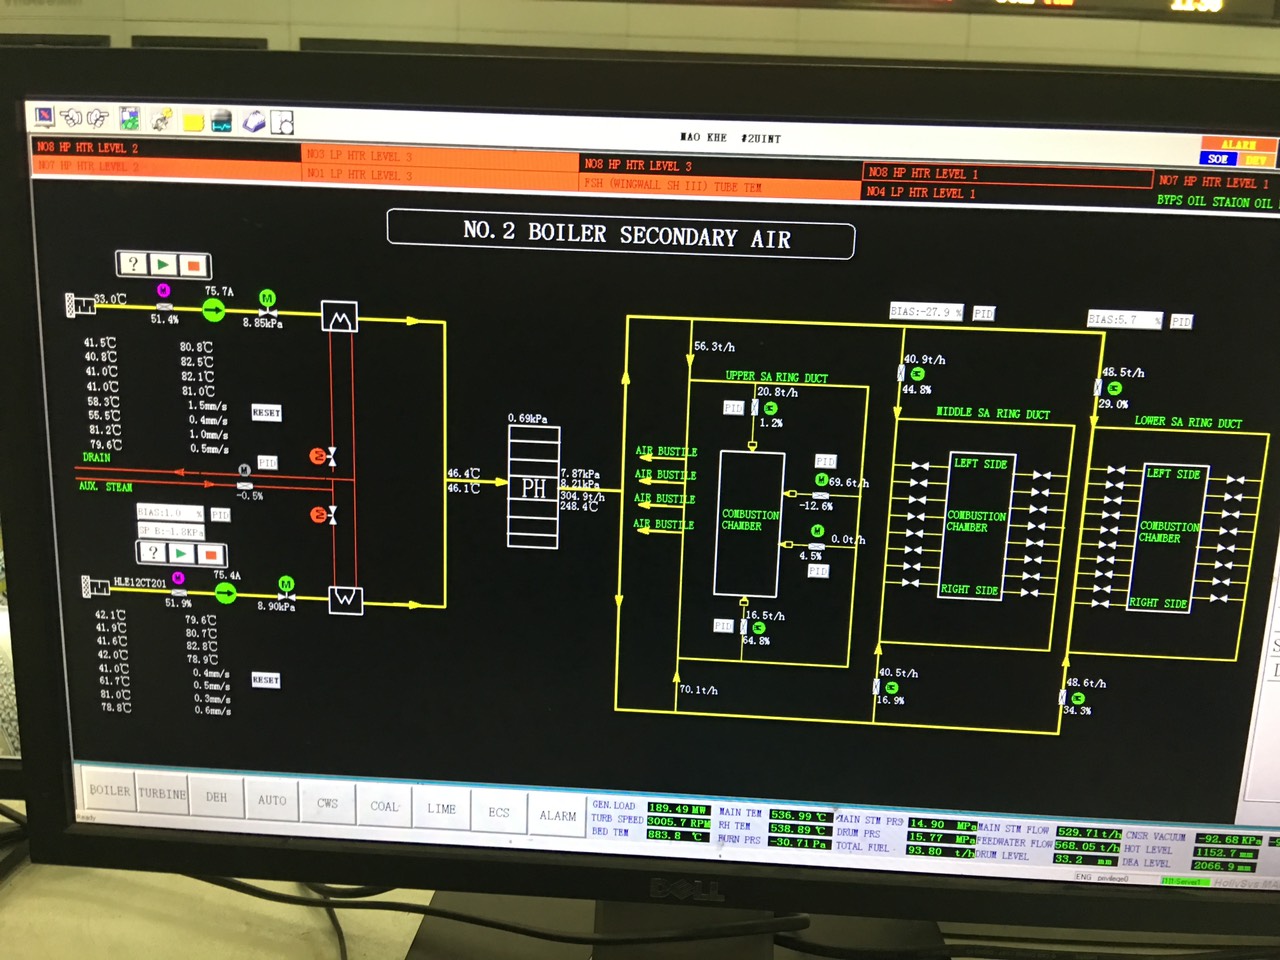 MAO KHE #2UINT
ALARM
SOE DEV
NO8 HP HTR LEVEL 2
NO3 LP HTR LEVEL 3
NO8 HP HTR LEVEL 3
NO8 HP HTR LEVEL 1
NO7 HP HTR LEVEL 1
NO7 HP HTR LEVEL 2
NO1 LP HTR LEVEL 3
FSH (WINGWALL SH III) TUBE TEM
NO4 LP HTR LEVEL 1
BYPS OIL STAION OIL
NO.2 BOILER SECONDARY AIR
?
33.0℃
M
51.4%
75.7A
M
8.85kPa
41.5℃ 80.8℃
40.8℃ 82.5℃
41.0℃ 82.1℃
41.0℃ 81.0℃
58.3℃ 1.5mm/s
55.5℃ 0.4mm/s
81.2℃ 1.0mm/s
79.6℃ 0.5mm/s
RESET
DRAIN
M
PID
AUX. STEAM
-0.5%
BIAS:1.0 % PID
SP B:-1.8KPa
?
HLE12CT201
M
51.9%
75.4A
M
8.90kPa
42.1℃ 79.6℃
41.9℃ 80.7℃
41.6℃ 82.8℃
42.0℃ 78.9℃
41.0℃ 0.4mm/s
61.7℃ 0.5mm/s
81.0℃ 0.3mm/s
78.8℃ 0.6mm/s
RESET
46.4℃
46.1℃
0.69kPa
PH
7.87kPa
8.21kPa
304.9t/h
248.4℃
56.3t/h
UPPER SA RING DUCT
20.8t/h
PID
1.2%
AIR BUSTILE
AIR BUSTILE
AIR BUSTILE
AIR BUSTILE
COMBUSTION
CHAMBER
PID
M
69.6t/h
-12.6%
M
0.0t/h
4.5%
PID
16.5t/h
PID
64.8%
70.1t/h
BIAS:-27.9 % PID
40.9t/h
44.8%
MIDDLE SA RING DUCT
LEFT SIDE
COMBUSTION
CHAMBER
RIGHT SIDE
40.5t/h
16.9%
BIAS:5.7 % PID
48.5t/h
29.0%
LOWER SA RING DUCT
LEFT SIDE
COMBUSTION
CHAMBER
RIGHT SIDE
48.6t/h
34.3%
BOILER TURBINE DEH AUTO CWS COAL LIME ECS ALARM
Ready
GEN.LOAD 189.49 MW MAIN TEM 536.99 ℃ MAIN STM PRS 14.90 MPa MAIN STM FLOW 529.71 t/h CNSR VACUUM -92.68 KPa
TURB SPEED 3005.7 RPM RH TEM 538.89 ℃ DRUM PRS 15.77 MPa FEEDWATER FLOW 568.05 t/h HOT LEVEL 1152.7 mm
BED TEM 883.8 ℃ BURN PRS -30.71 Pa TOTAL FUEL 93.80 t/h DRUM LEVEL 33.2 mm DEA LEVEL 2066.9 mm
ENG privilege0
DELL